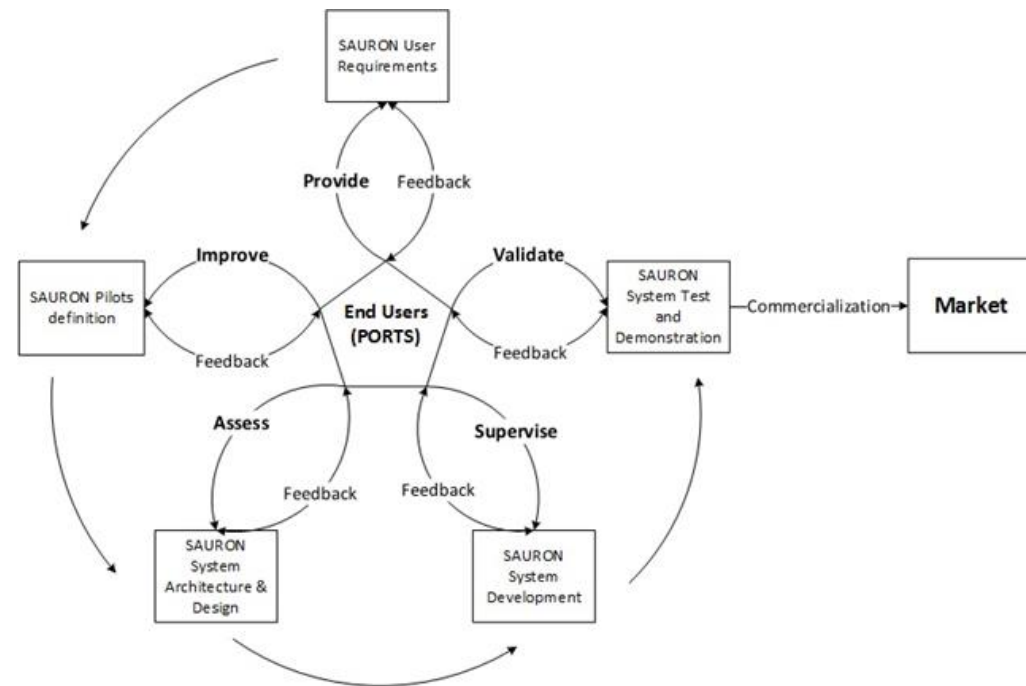 SAURON User
Requirements
Provide
Feedback
Improve
Validate
SAURON Pilots
definition
End Users
(PORTS)
SAURON
System Test
and
Demonstration
Commercialization
Market
Feedback
Feedback
Assess
Supervise
Feedback
Feedback
SAURON
System
Architecture &
Design
SAURON
System
Development